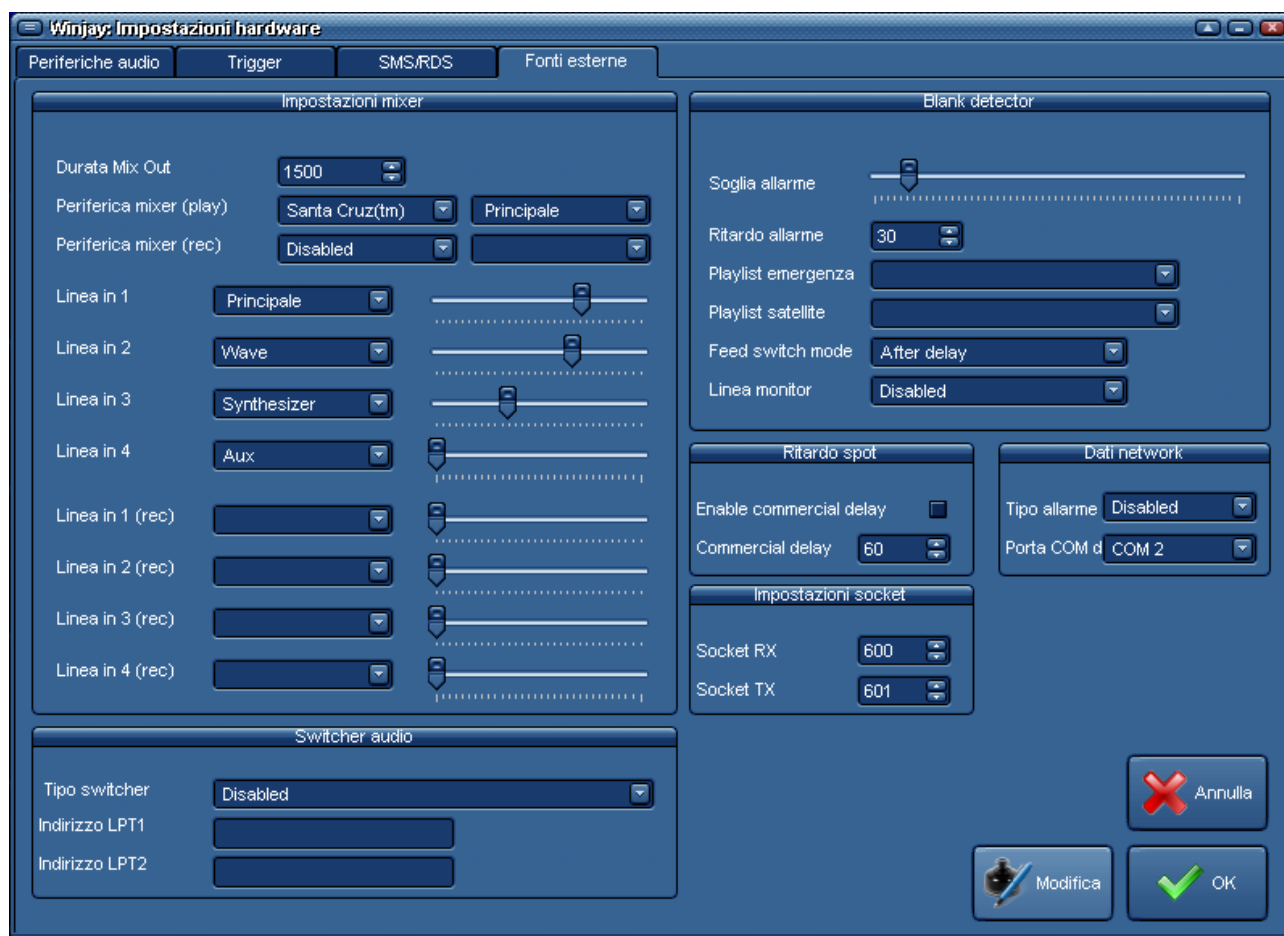 Winjay: Impostazioni hardware
Periferiche audio Trigger SMS/RDS Fonti esterne
Impostazioni mixer
Durata Mix Out 1500
Periferica mixer (play) Santa Cruz(tm) Principale
Periferica mixer (rec) Disabled
Linea in 1 Principale
Linea in 2 Wave
Linea in 3 Synthesizer
Linea in 4 Aux
Linea in 1 (rec)
Linea in 2 (rec)
Linea in 3 (rec)
Linea in 4 (rec)
Switcher audio
Tipo switcher Disabled
Indirizzo LPT1
Indirizzo LPT2
Blank detector
Soglia allarme
Ritardo allarme 30
Playlist emergenza
Playlist satellite
Feed switch mode After delay
Linea monitor Disabled
Ritardo spot
Enable commercial delay
Commercial delay 60
Dati network
Tipo allarme Disabled
Porta COM d COM 2
Impostazioni socket
Socket RX 600
Socket TX 601
Annulla
Modifica
OK